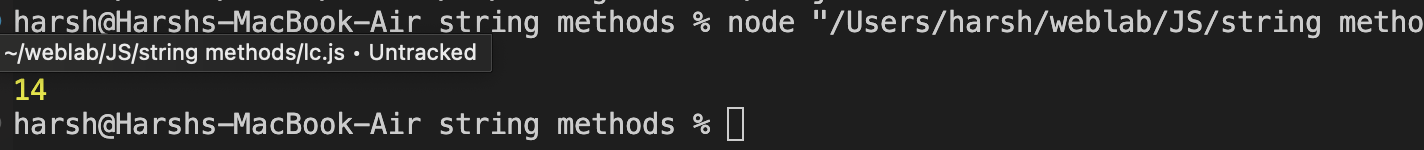 harsh@Harshs-MacBook-Air string methods % node "/Users/harsh/weblab/JS/string metho
~/weblab/JS/string methods/lc.js • Untracked
14
harsh@Harshs-MacBook-Air string methods %